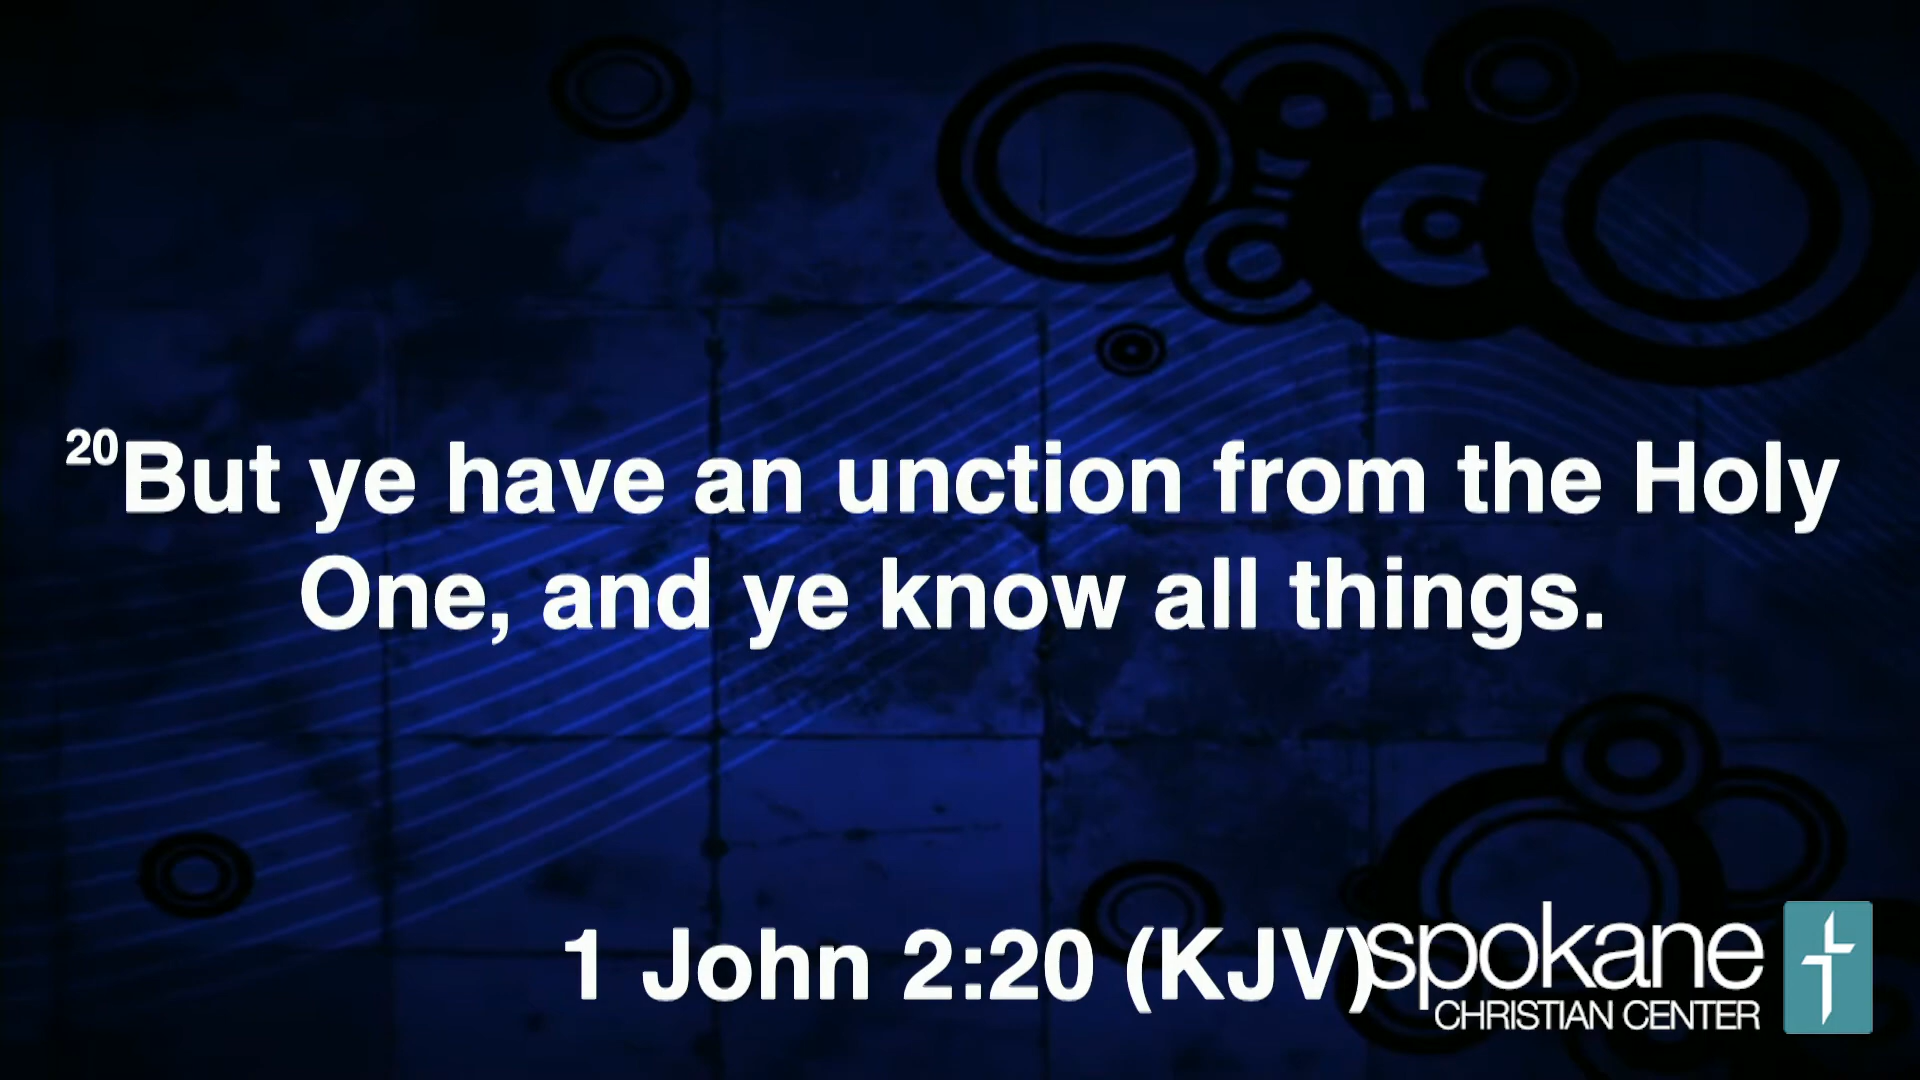 20But ye have an unction from the Holy
One, and ye know all things.
1 John 2:20 (KJV)
spokane
CHRISTIAN CENTER